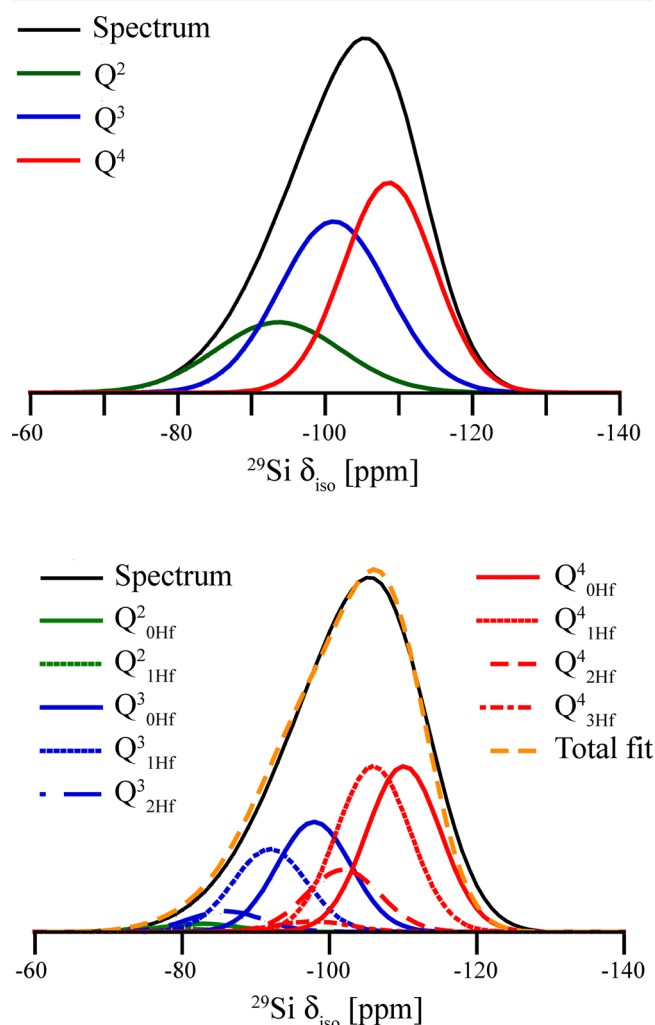 Spectrum
Q²
Q³
Q⁴
-60 -80 -100 -120 -140
²⁹Si δiso [ppm]
Spectrum
Q²0Hf
Q²1Hf
Q³0Hf
Q³1Hf
Q³2Hf
Q⁴0Hf
Q⁴1Hf
Q⁴2Hf
Q⁴3Hf
Total fit
-60 -80 -100 -120 -140
²⁹Si δiso [ppm]